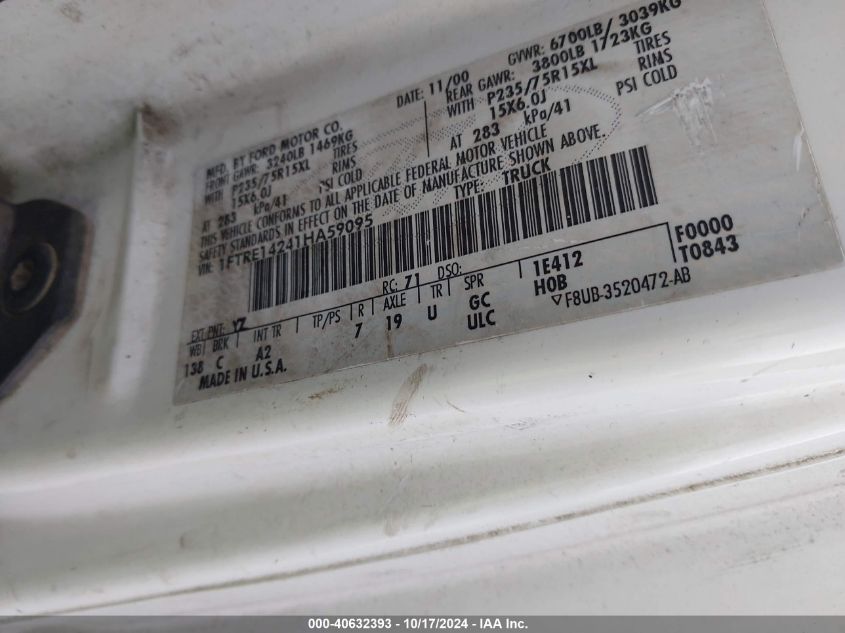 MFD. BY FORD MOTOR CO.
DATE: 11/00 GVWR: 6700LB/ 3039KG
FRONT GAWR: 3240LB 1469KG REAR GAWR: 3800LB 1723KG
WITH P235/75R15XL TIRES WITH P235/75R15XL TIRES
15X6.0J RIMS 15X6.0J RIMS
AT 283 kPa/41 PSI COLD AT 283 kPa/41 PSI COLD
THIS VEHICLE CONFORMS TO ALL APPLICABLE FEDERAL MOTOR VEHICLE
SAFETY STANDARDS IN EFFECT ON THE DATE OF MANUFACTURE SHOWN ABOVE.
VIN: 1FTRE14241HA59095 TYPE: TRUCK
F0000
T0843
EXT PNT: YZ RC: 71 DSO:
WB BRK INT TR TP/PS R AXLE TR SPR 1E412
138 C A2 7 19 U GC H0B
ULC ▽F8UB-3520472-AB
MADE IN U.S.A.
000-40632393 - 10/17/2024 - IAA Inc.